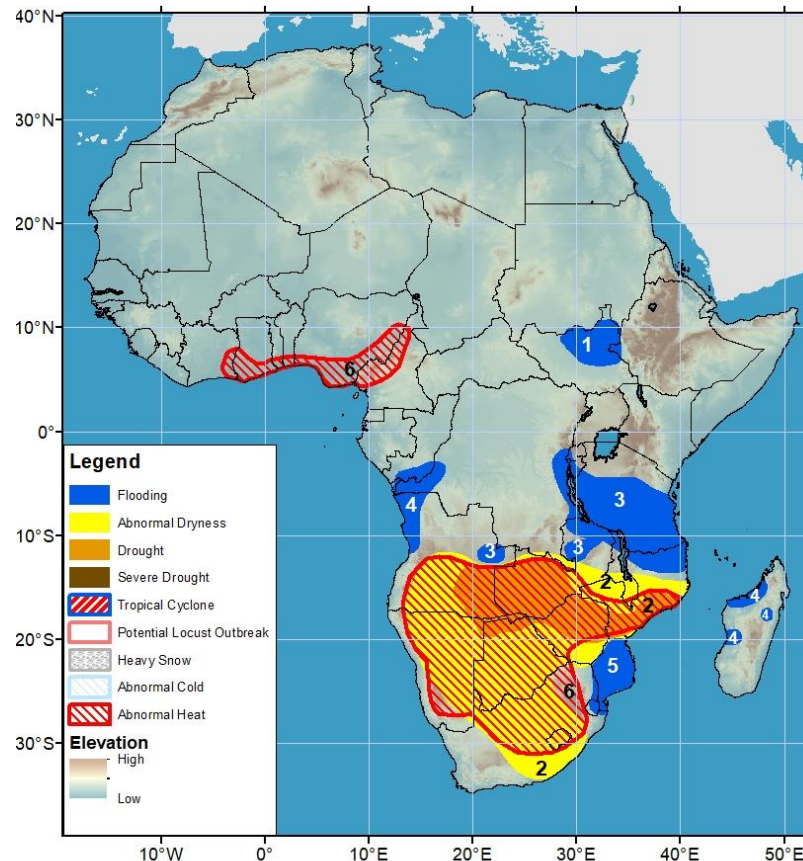 40°N
30°N
20°N
10°N
0°
10°S
20°S
30°S
1
6
4
3
3
3
2
2
4
4
4
5
6
2
Legend
Flooding
Abnormal Dryness
Drought
Severe Drought
Tropical Cyclone
Potential Locust Outbreak
Heavy Snow
Abnormal Cold
Abnormal Heat
Elevation
High
Low
10°W 0° 10°E 20°E 30°E 40°E 50°E